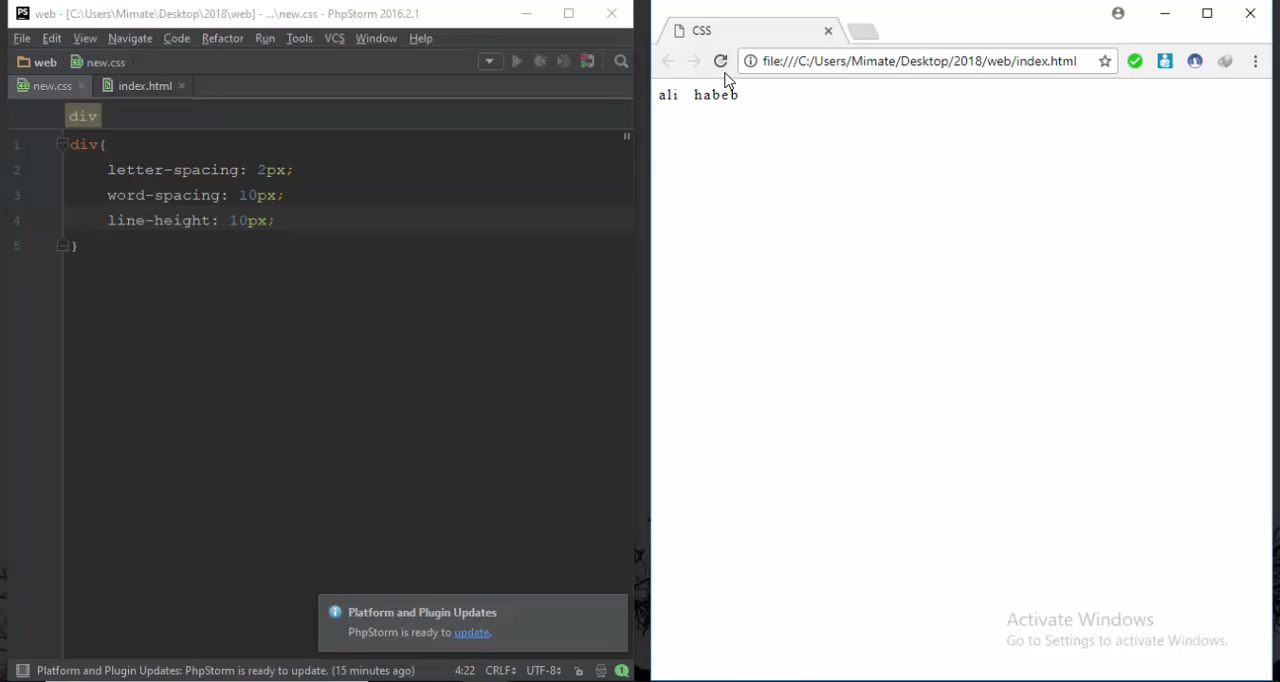 PS web - [C:\Users\Mimate\Desktop\2018\web] - ...\new.css - PhpStorm 2016.2.1
File Edit View Navigate Code Refactor Run Tools VCS Window Help
web new.css
new.css index.html
div
1 div{
2 letter-spacing: 2px;
3 word-spacing: 10px;
4 line-height: 10px;
5 }
Platform and Plugin Updates
PhpStorm is ready to update.
Platform and Plugin Updates: PhpStorm is ready to update. (15 minutes ago) 4:22 CRLF UTF-8
CSS
file:///C:/Users/Mimate/Desktop/2018/web/index.html
ali habeb
Activate Windows
Go to Settings to activate Windows.